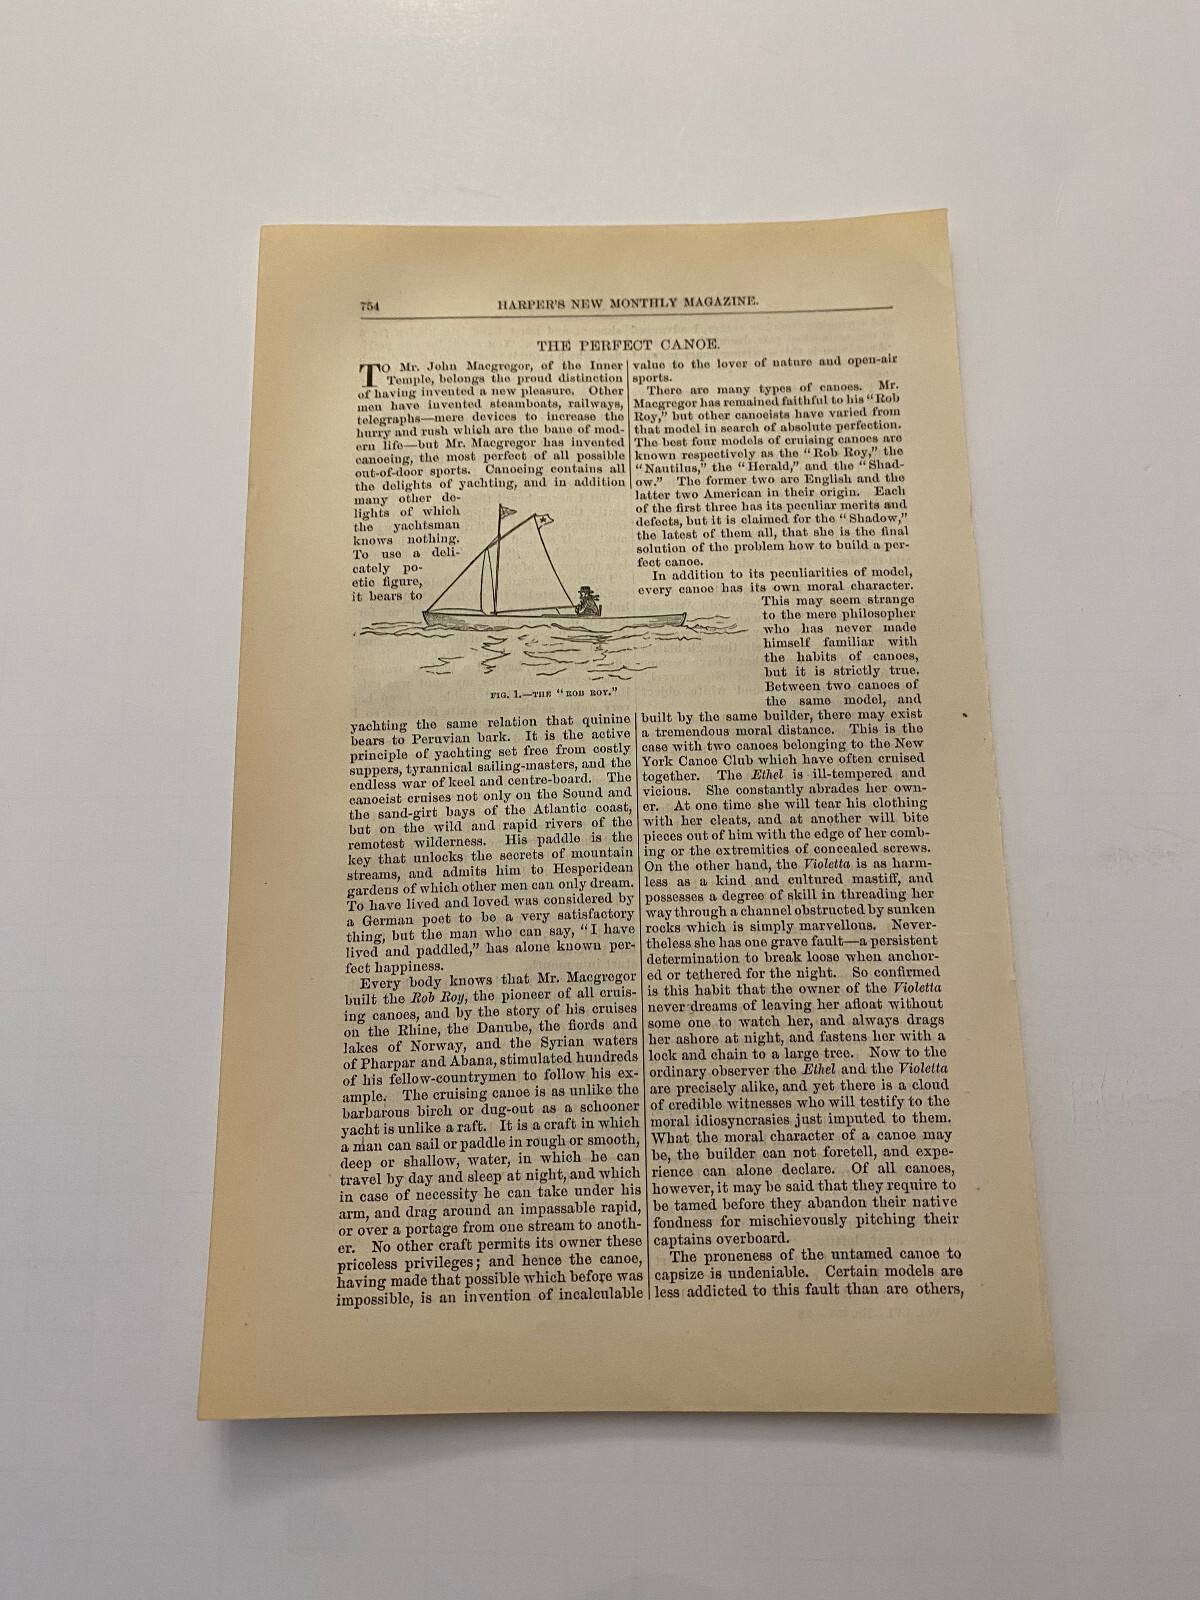 754
HARPER'S NEW MONTHLY MAGAZINE.
THE PERFECT CANOE.
TO Mr. John Macgregor, of the Inner
Temple, belongs the proud distinction
of having invented a new pleasure. Other
men have invented steamboats, railways,
telegraphs—mere devices to increase the
hurry and rush which are the bane of mod-
ern life—but Mr. Macgregor has invented
canoeing, the most perfect of all possible
out-of-door sports. Canoeing contains all
the delights of yachting, and in addition
many other de-
lights of which
the yachtsman
knows nothing.
To use a deli-
cately po-
etic figure,
it bears to
FIG. 1.—THE "ROB ROY."
yachting the same relation that quinine
bears to Peruvian bark. It is the active
principle of yachting set free from costly
suppers, tyrannical sailing-masters, and the
endless war of keel and centre-board. The
canoeist cruises not only on the Sound and
the sand-girt bays of the Atlantic coast,
but on the wild and rapid rivers of the
remotest wilderness. His paddle is the
key that unlocks the secrets of mountain
streams, and admits him to Hesperidean
gardens of which other men can only dream.
To have lived and loved was considered by
a German poet to be a very satisfactory
thing, but the man who can say, "I have
lived and paddled," has alone known per-
fect happiness.
Every body knows that Mr. Macgregor
built the Rob Roy, the pioneer of all cruis-
ing canoes, and by the story of his cruises
on the Rhine, the Danube, the fiords and
lakes of Norway, and the Syrian waters
of Pharpar and Abana, stimulated hundreds
of his fellow-countrymen to follow his ex-
ample. The cruising canoe is as unlike the
barbarous birch or dug-out as a schooner
yacht is unlike a raft. It is a craft in which
a man can sail or paddle in rough or smooth,
deep or shallow, water, in which he can
travel by day and sleep at night, and which
in case of necessity he can take under his
arm, and drag around an impassable rapid,
or over a portage from one stream to anoth-
er. No other craft permits its owner these
priceless privileges; and hence the canoe,
having made that possible which before was
impossible, is an invention of incalculable
value to the lover of nature and open-air
sports.
There are many types of canoes. Mr.
Macgregor has remained faithful to his "Rob
Roy," but other canoeists have varied from
that model in search of absolute perfection.
The best four models of cruising canoes are
known respectively as the "Rob Roy," the
"Nautilus," the "Herald," and the "Shad-
ow." The former two are English and the
latter two American in their origin. Each
of the first three has its peculiar merits and
defects, but it is claimed for the "Shadow,"
the latest of them all, that she is the final
solution of the problem how to build a per-
fect canoe.
In addition to its peculiarities of model,
every canoe has its own moral character.
This may seem strange
to the mere philosopher
who has never made
himself familiar with
the habits of canoes,
but it is strictly true.
Between two canoes of
the same model, and
built by the same builder, there may exist
a tremendous moral distance. This is the
case with two canoes belonging to the New
York Canoe Club which have often cruised
together. The Ethel is ill-tempered and
vicious. She constantly abrades her own-
er. At one time she will tear his clothing
with her cleats, and at another will bite
pieces out of him with the edge of her comb-
ing or the extremities of concealed screws.
On the other hand, the Violetta is as harm-
less as a kind and cultured mastiff, and
possesses a degree of skill in threading her
way through a channel obstructed by sunken
rocks which is simply marvellous. Never-
theless she has one grave fault—a persistent
determination to break loose when anchor-
ed or tethered for the night. So confirmed
is this habit that the owner of the Violetta
never dreams of leaving her afloat without
some one to watch her, and always drags
her ashore at night, and fastens her with a
lock and chain to a large tree. Now to the
ordinary observer the Ethel and the Violetta
are precisely alike, and yet there is a cloud
of credible witnesses who will testify to the
moral idiosyncrasies just imputed to them.
What the moral character of a canoe may
be, the builder can not foretell, and expe-
rience can alone declare. Of all canoes,
however, it may be said that they require to
be tamed before they abandon their native
fondness for mischievously pitching their
captains overboard.
The proneness of the untamed canoe to
capsize is undeniable. Certain models are
less addicted to this fault than are others,